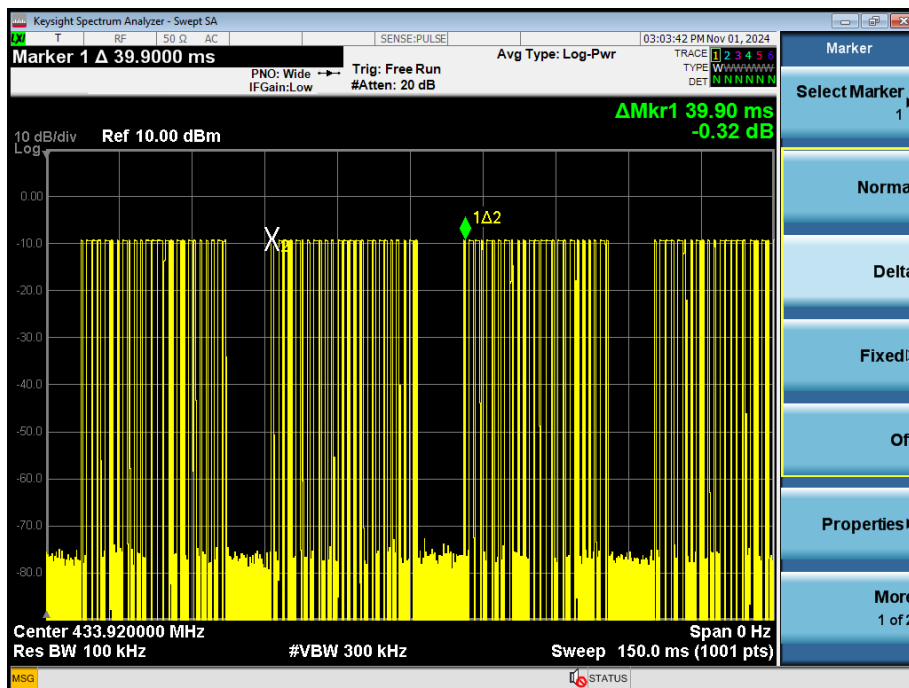 Keysight Spectrum Analyzer - Swept SA
LXI T RF 50 Ω AC SENSE:PULSE 03:03:42 PM Nov 01, 2024
Marker 1 Δ 39.9000 ms
PNO: Wide
IFGain:Low
Trig: Free Run
#Atten: 20 dB
Avg Type: Log-Pwr
TRACE 1 2 3 4 5 6
TYPE WWWWWW
DET N N N N N N
ΔMkr1 39.90 ms
-0.32 dB
10 dB/div Ref 10.00 dBm
Log
0.00
-10.0
-20.0
-30.0
-40.0
-50.0
-60.0
-70.0
-80.0
1Δ2
Center 433.920000 MHz Span 0 Hz
Res BW 100 kHz #VBW 300 kHz Sweep 150.0 ms (1001 pts)
MSG STATUS
Marker
Select Marker
1
Norma
Delta
Fixed
Of
Properties
More
1 of 2